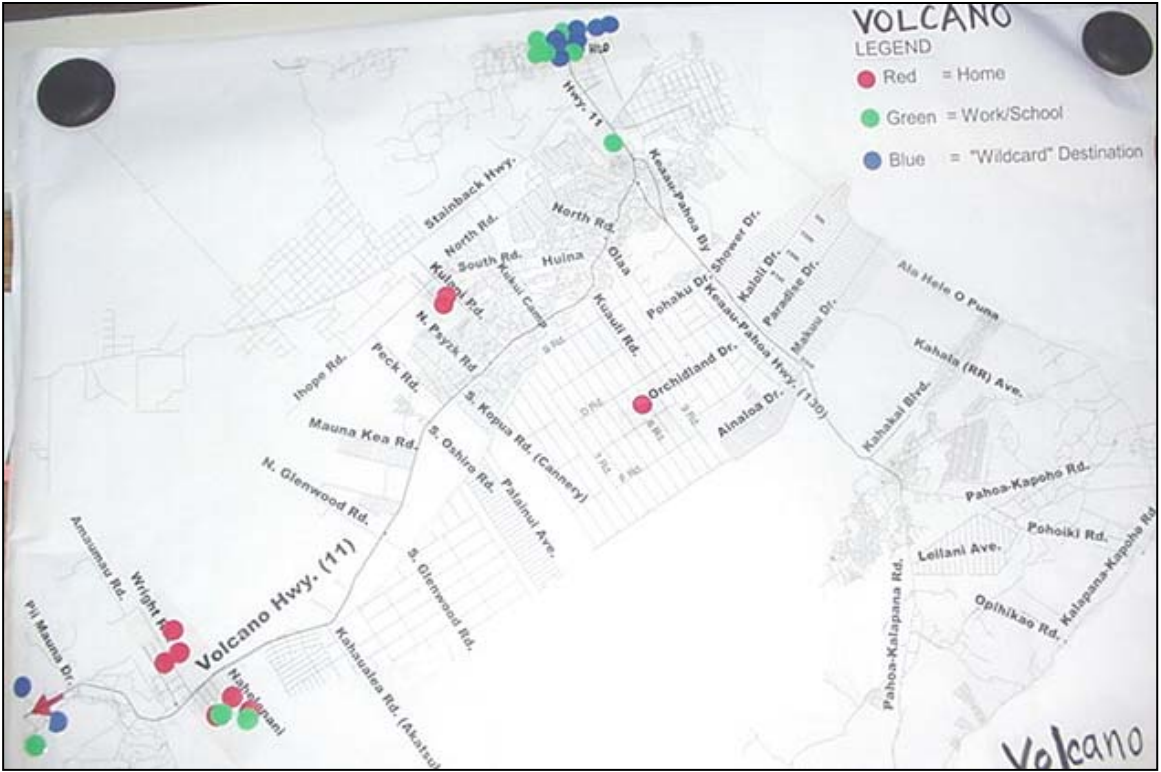 VOLCANO
LEGEND
Red = Home
Green = Work/School
Blue = "Wildcard" Destination
Hwy. 11
Keaau-Pahoa By
Stainback Hwy.
North Rd.
North Rd.
South Rd.
Huina
Olaa
Shower Dr.
Kaloli Dr.
Paradise Dr.
Makuu Dr.
Pohaku Dr.
Keaau-Pahoa Hwy. (130)
Ala Hele O Puna
Kahala (RR) Ave.
Kahakai Blvd.
Kukui Camp
Kuauli Rd.
N. Psyzk Rd
Peck Rd.
Ihope Rd.
Orchidland Dr.
Ainaloa Dr.
Mauna Kea Rd.
S. Kopua Rd. (Cannery)
S. Oshiro Rd.
Palainui Ave.
N. Glenwood Rd.
S. Glenwood Rd.
Pahoa-Kapoho Rd.
Pohoiki Rd.
Leilani Ave.
Opihikao Rd.
Kalapana-Kapoho Rd
Pahoa-Kalapana Rd.
Amaumau Rd.
Wright
Pii Mauna Dr.
Volcano Hwy. (11)
Kahaualea Rd. (Akatsu
Volcano